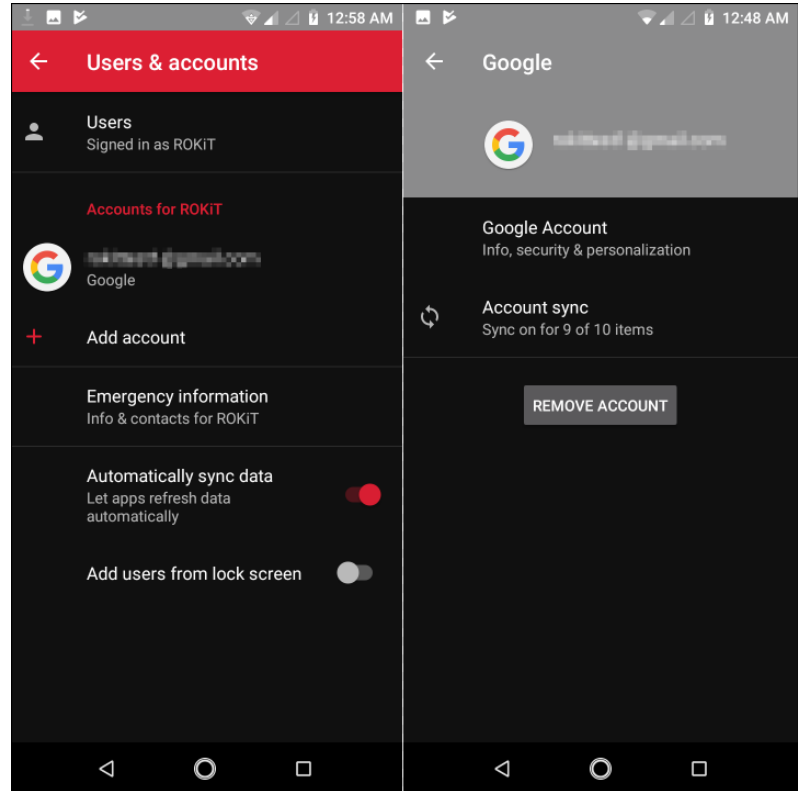 12:58 AM
Users & accounts
Users
Signed in as ROKiT
Accounts for ROKiT
Google
Add account
Emergency information
Info & contacts for ROKiT
Automatically sync data
Let apps refresh data
automatically
Add users from lock screen
12:48 AM
Google
Google Account
Info, security & personalization
Account sync
Sync on for 9 of 10 items
REMOVE ACCOUNT